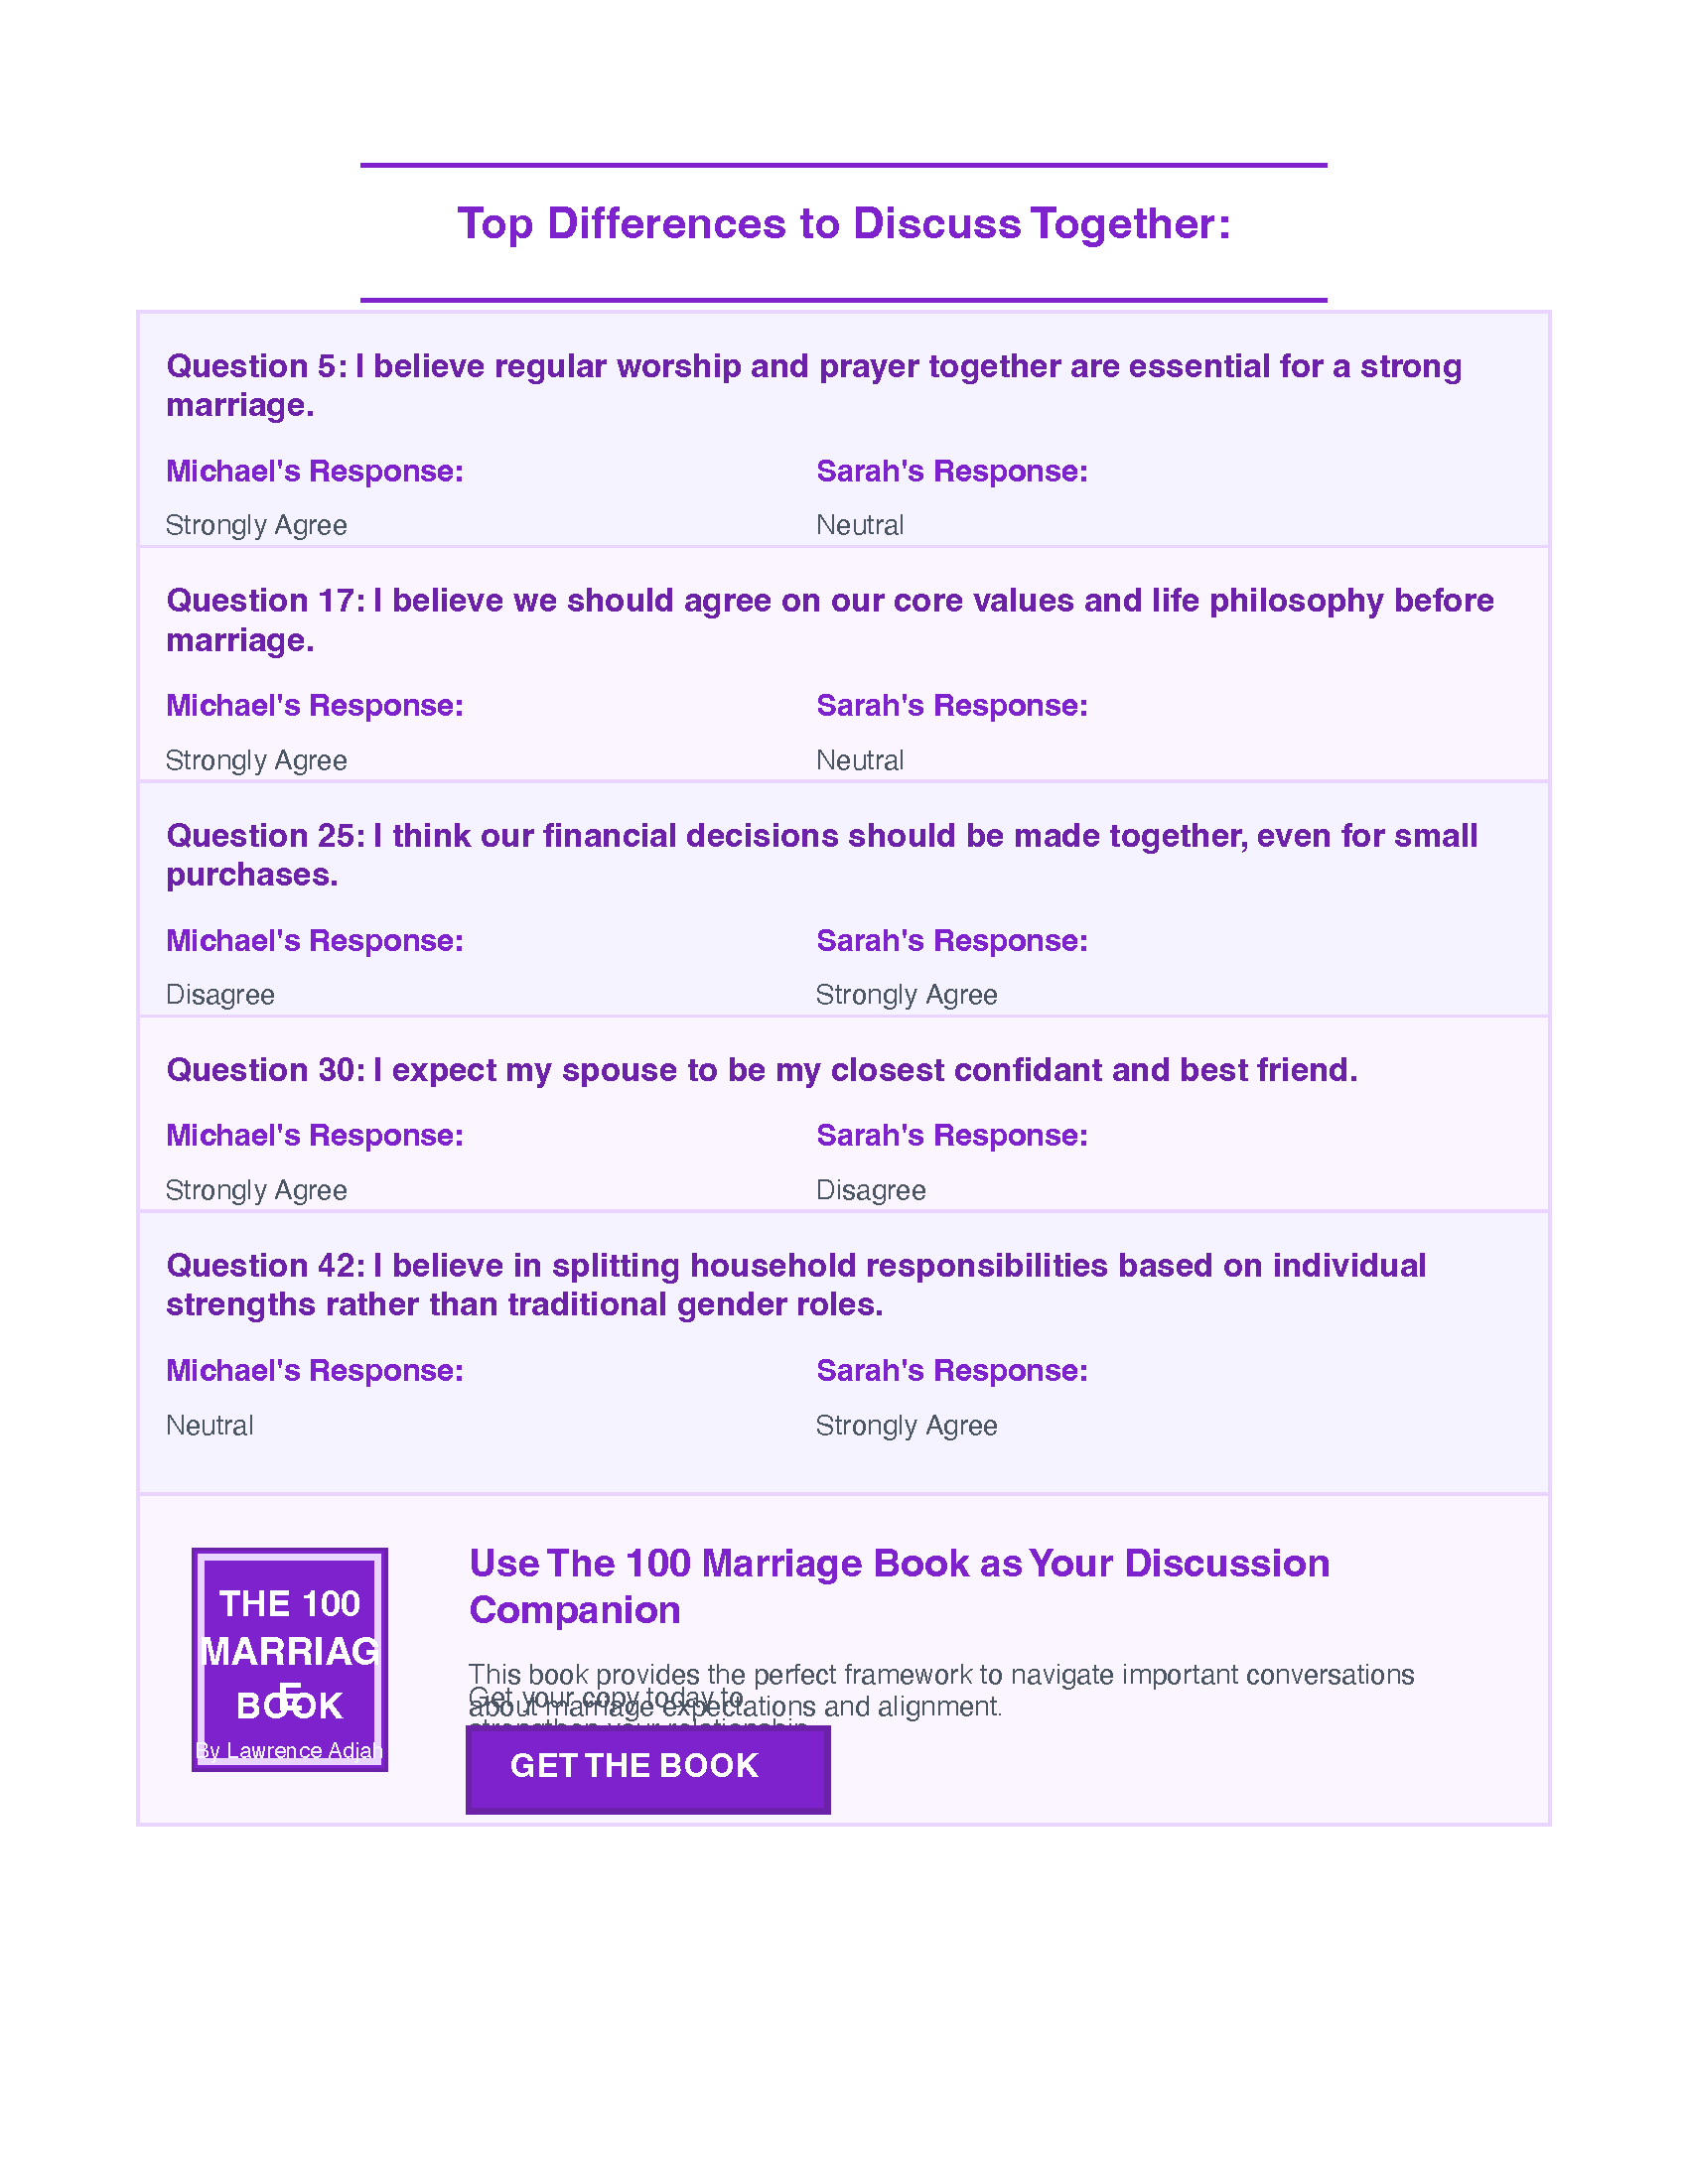 Top Differences to Discuss Together:
Question 5: I believe regular worship and prayer together are essential for a strong
marriage.
Michael's Response:
Sarah's Response:
Strongly Agree
Neutral
Question 17: I believe we should agree on our core values and life philosophy before
marriage.
Michael's Response:
Sarah's Response:
Strongly Agree
Neutral
Question 25: I think our financial decisions should be made together, even for small
purchases.
Michael's Response:
Sarah's Response:
Disagree
Strongly Agree
Question 30: I expect my spouse to be my closest confidant and best friend.
Michael's Response:
Sarah's Response:
Strongly Agree
Disagree
Question 42: I believe in splitting household responsibilities based on individual
strengths rather than traditional gender roles.
Michael's Response:
Sarah's Response:
Neutral
Strongly Agree
THE 100
MARRIAG
E
BOOK
By Lawrence Adjah
Use The 100 Marriage Book as Your Discussion
Companion
This book provides the perfect framework to navigate important conversations
about marriage expectations and alignment.
Get your copy today to
strengthen your relationship
GET THE BOOK